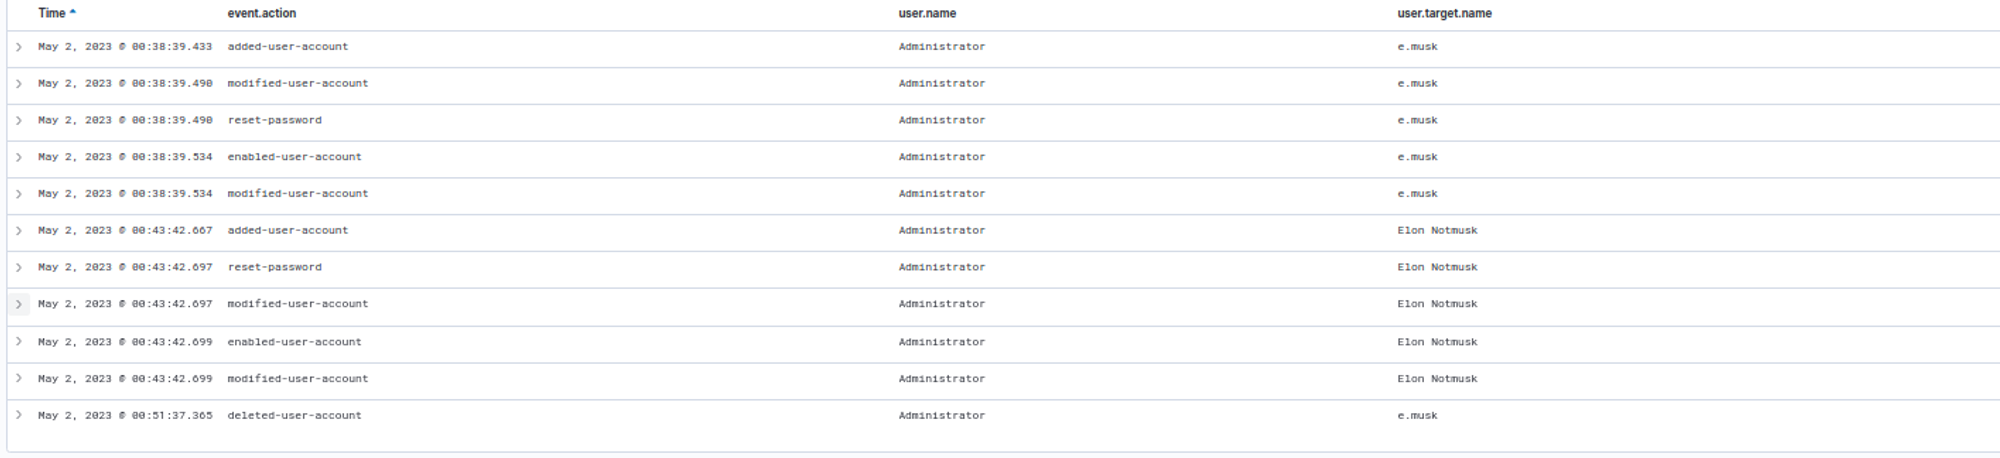 Time event.action user.name user.target.name
May 2, 2023 @ 00:38:39.433 added-user-account Administrator e.musk
May 2, 2023 @ 00:38:39.490 modified-user-account Administrator e.musk
May 2, 2023 @ 00:38:39.490 reset-password Administrator e.musk
May 2, 2023 @ 00:38:39.534 enabled-user-account Administrator e.musk
May 2, 2023 @ 00:38:39.534 modified-user-account Administrator e.musk
May 2, 2023 @ 00:43:42.667 added-user-account Administrator Elon Notmusk
May 2, 2023 @ 00:43:42.697 reset-password Administrator Elon Notmusk
May 2, 2023 @ 00:43:42.697 modified-user-account Administrator Elon Notmusk
May 2, 2023 @ 00:43:42.699 enabled-user-account Administrator Elon Notmusk
May 2, 2023 @ 00:43:42.699 modified-user-account Administrator Elon Notmusk
May 2, 2023 @ 00:51:37.365 deleted-user-account Administrator e.musk